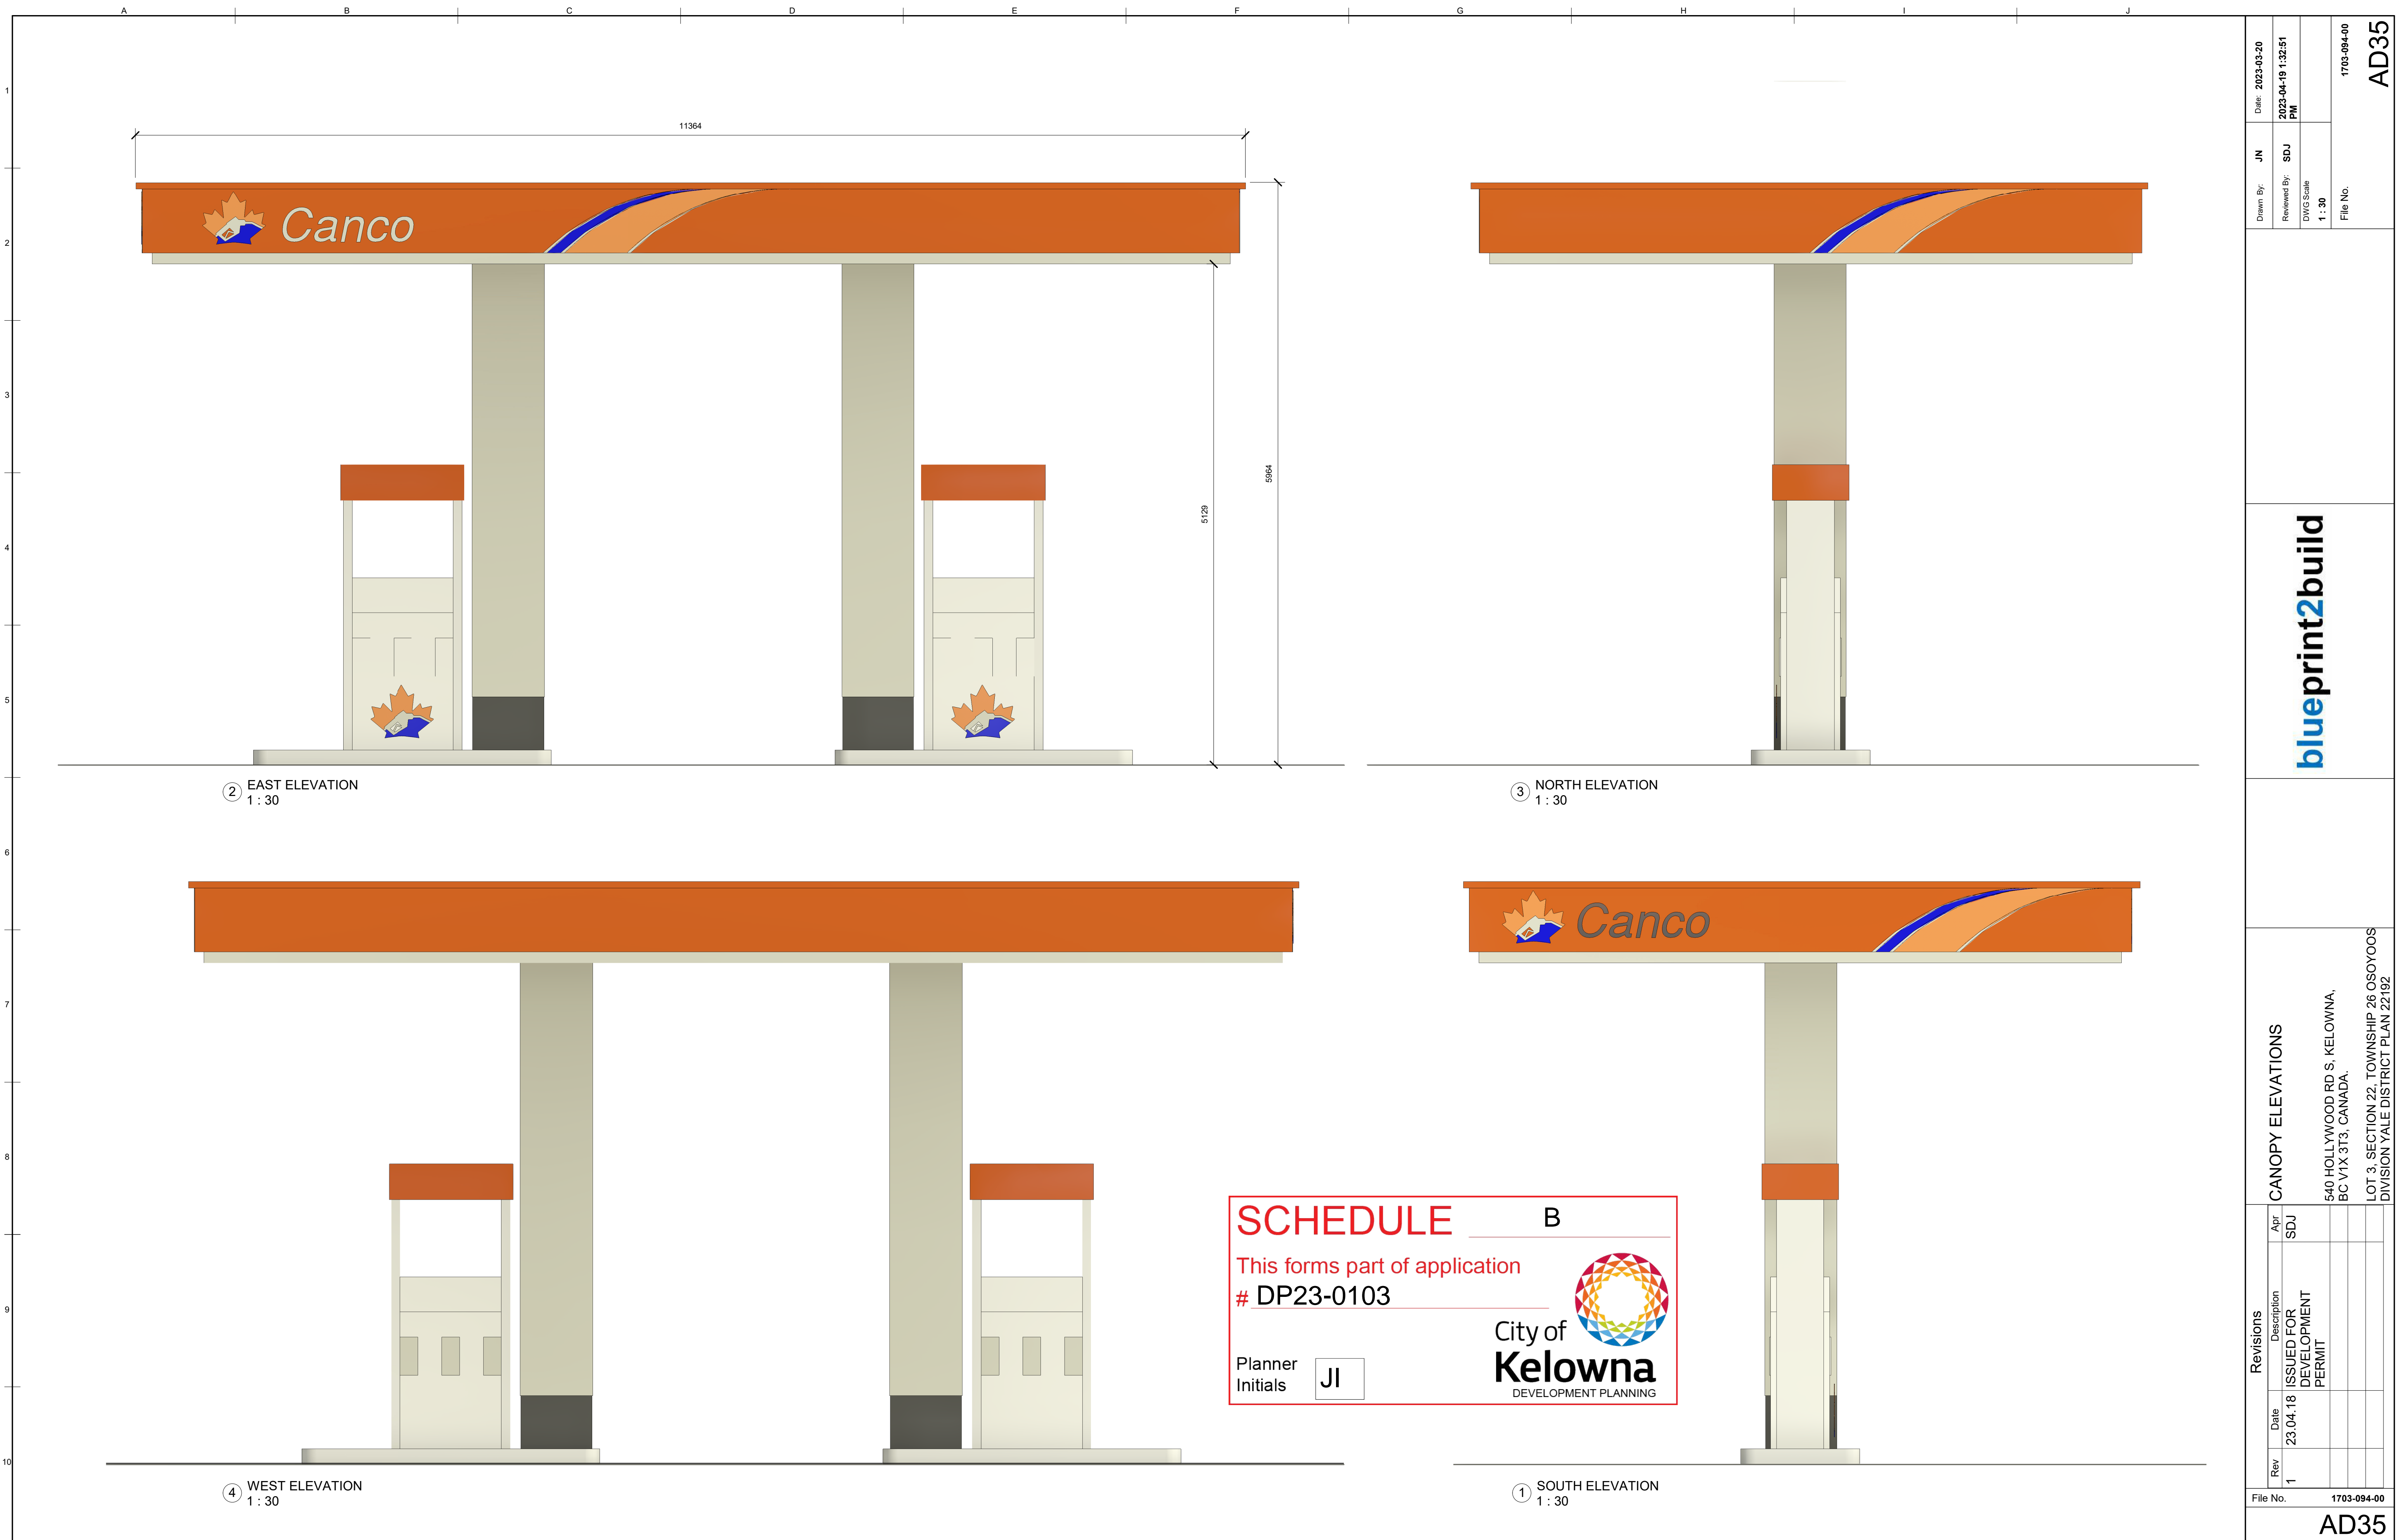 A B C D E F G H I J
1
2
3
4
5
6
7
8
9
10
11364
Canco
5129
5964
2 EAST ELEVATION
1 : 30
3 NORTH ELEVATION
1 : 30
Canco
4 WEST ELEVATION
1 : 30
1 SOUTH ELEVATION
1 : 30
SCHEDULE B
This forms part of application
# DP23-0103
City of
Kelowna
DEVELOPMENT PLANNING
Planner
Initials
JI
Drawn By: JN
Date: 2023-03-20
Reviewed By: SDJ
2023-04-19 1:32:51
PM
DWG Scale
1 : 30
File No. 1703-094-00
AD35
blueprint2build
CANOPY ELEVATIONS
540 HOLLYWOOD RD S, KELOWNA,
BC V1X 3T3, CANADA.
LOT 3, SECTION 22, TOWNSHIP 26 OSOYOOS
DIVISION YALE DISTRICT PLAN 22192
Revisions
Rev Date Description Apr
1 23.04.18 ISSUED FOR SDJ
DEVELOPMENT
PERMIT
File No. 1703-094-00
AD35